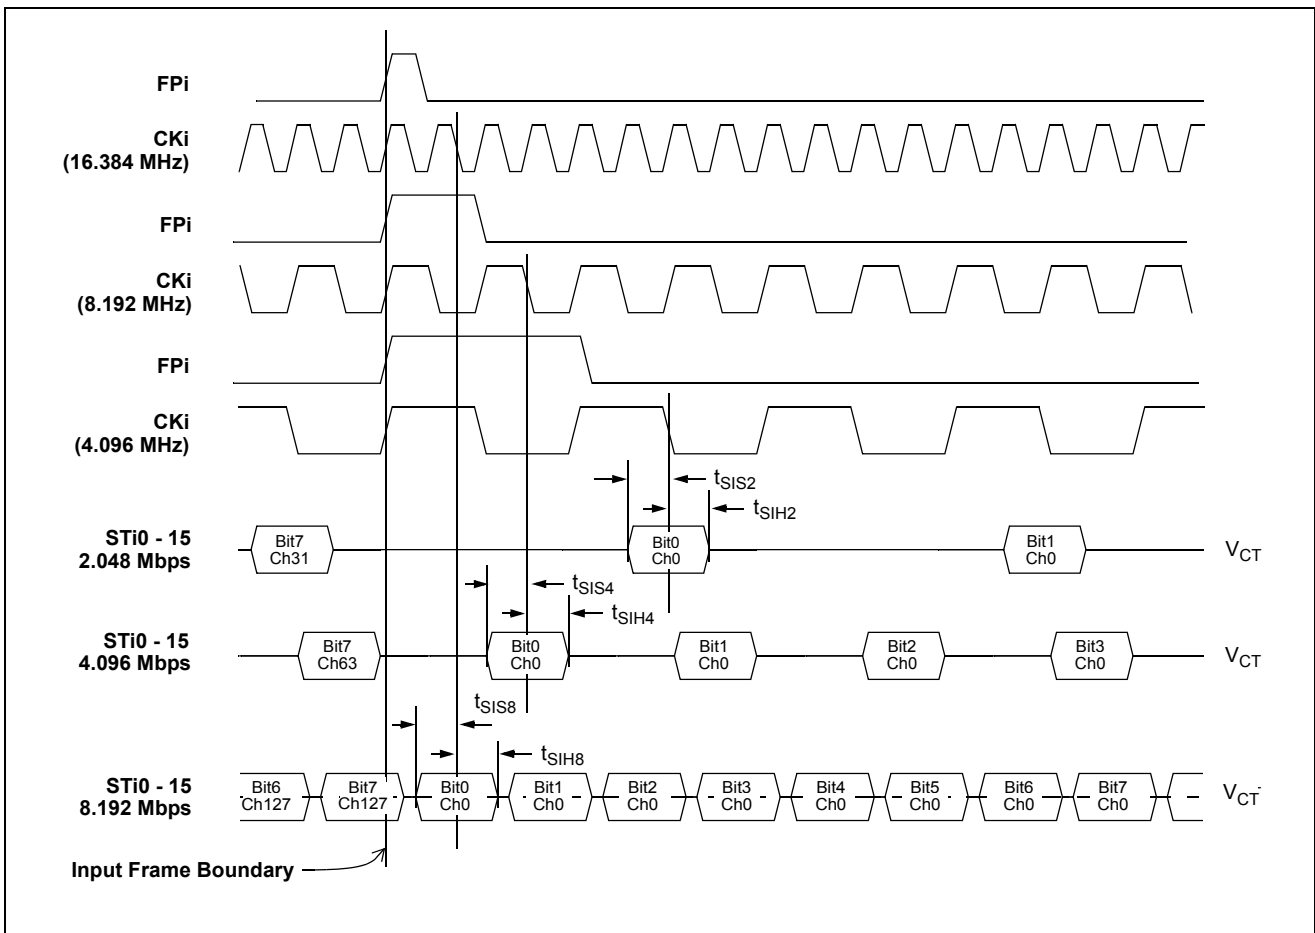 FPi
CKi
(16.384 MHz)
FPi
CKi
(8.192 MHz)
FPi
CKi
(4.096 MHz)
tSIS2
tSIH2
STi0 - 15
2.048 Mbps
Bit7
Ch31
Bit0
Ch0
Bit1
Ch0
VCT
tSIS4
tSIH4
STi0 - 15
4.096 Mbps
Bit7
Ch63
Bit0
Ch0
Bit1
Ch0
Bit2
Ch0
Bit3
Ch0
VCT
tSIS8
tSIH8
STi0 - 15
8.192 Mbps
Bit6
Ch127
Bit7
Ch127
Bit0
Ch0
Bit1
Ch0
Bit2
Ch0
Bit3
Ch0
Bit4
Ch0
Bit5
Ch0
Bit6
Ch0
Bit7
Ch0
VCT
Input Frame Boundary